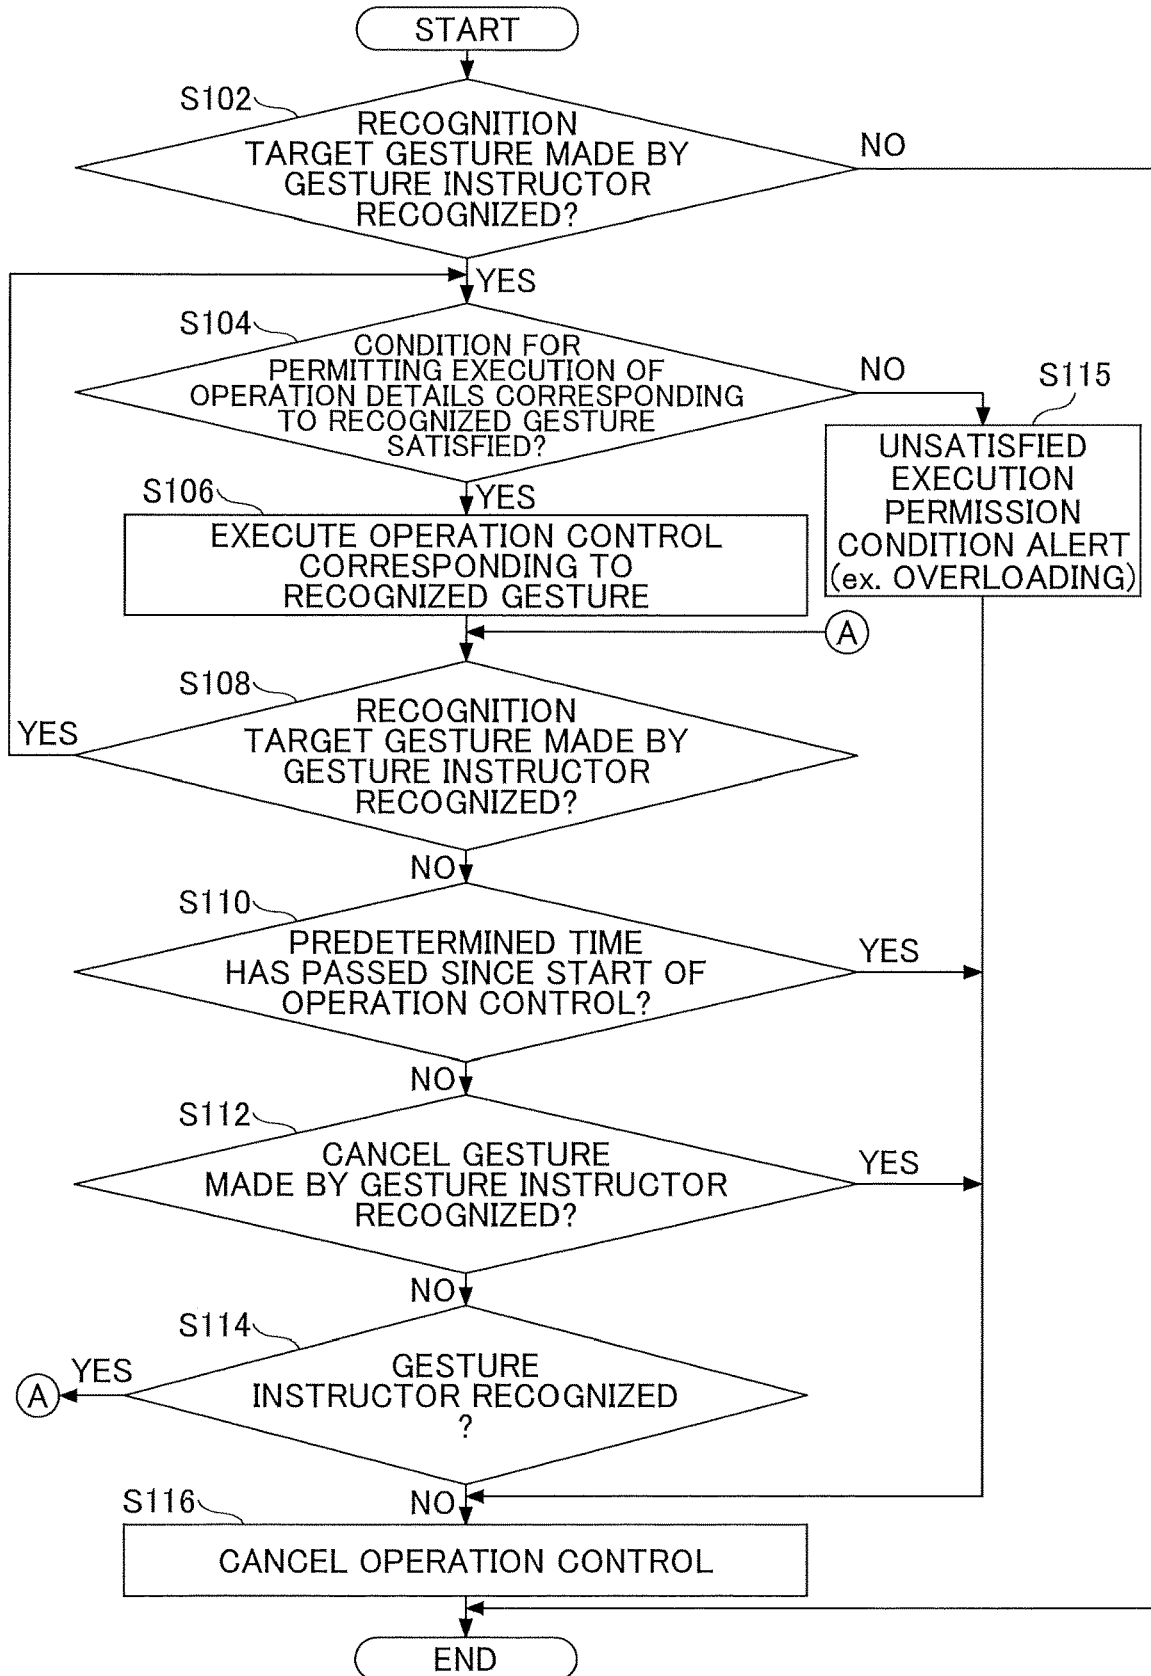 START
S102
RECOGNITION
TARGET GESTURE MADE BY
GESTURE INSTRUCTOR
RECOGNIZED?
NO
YES
S104
CONDITION FOR
PERMITTING EXECUTION OF
OPERATION DETAILS CORRESPONDING
TO RECOGNIZED GESTURE
SATISFIED?
NO
S115
UNSATISFIED
EXECUTION
PERMISSION
CONDITION ALERT
(ex. OVERLOADING)
YES
S106
EXECUTE OPERATION CONTROL
CORRESPONDING TO
RECOGNIZED GESTURE
A
S108
RECOGNITION
TARGET GESTURE MADE BY
GESTURE INSTRUCTOR
RECOGNIZED?
YES
NO
S110
PREDETERMINED TIME
HAS PASSED SINCE START OF
OPERATION CONTROL?
YES
NO
S112
CANCEL GESTURE
MADE BY GESTURE INSTRUCTOR
RECOGNIZED?
YES
NO
S114
GESTURE
INSTRUCTOR RECOGNIZED
?
YES
A
NO
S116
CANCEL OPERATION CONTROL
END